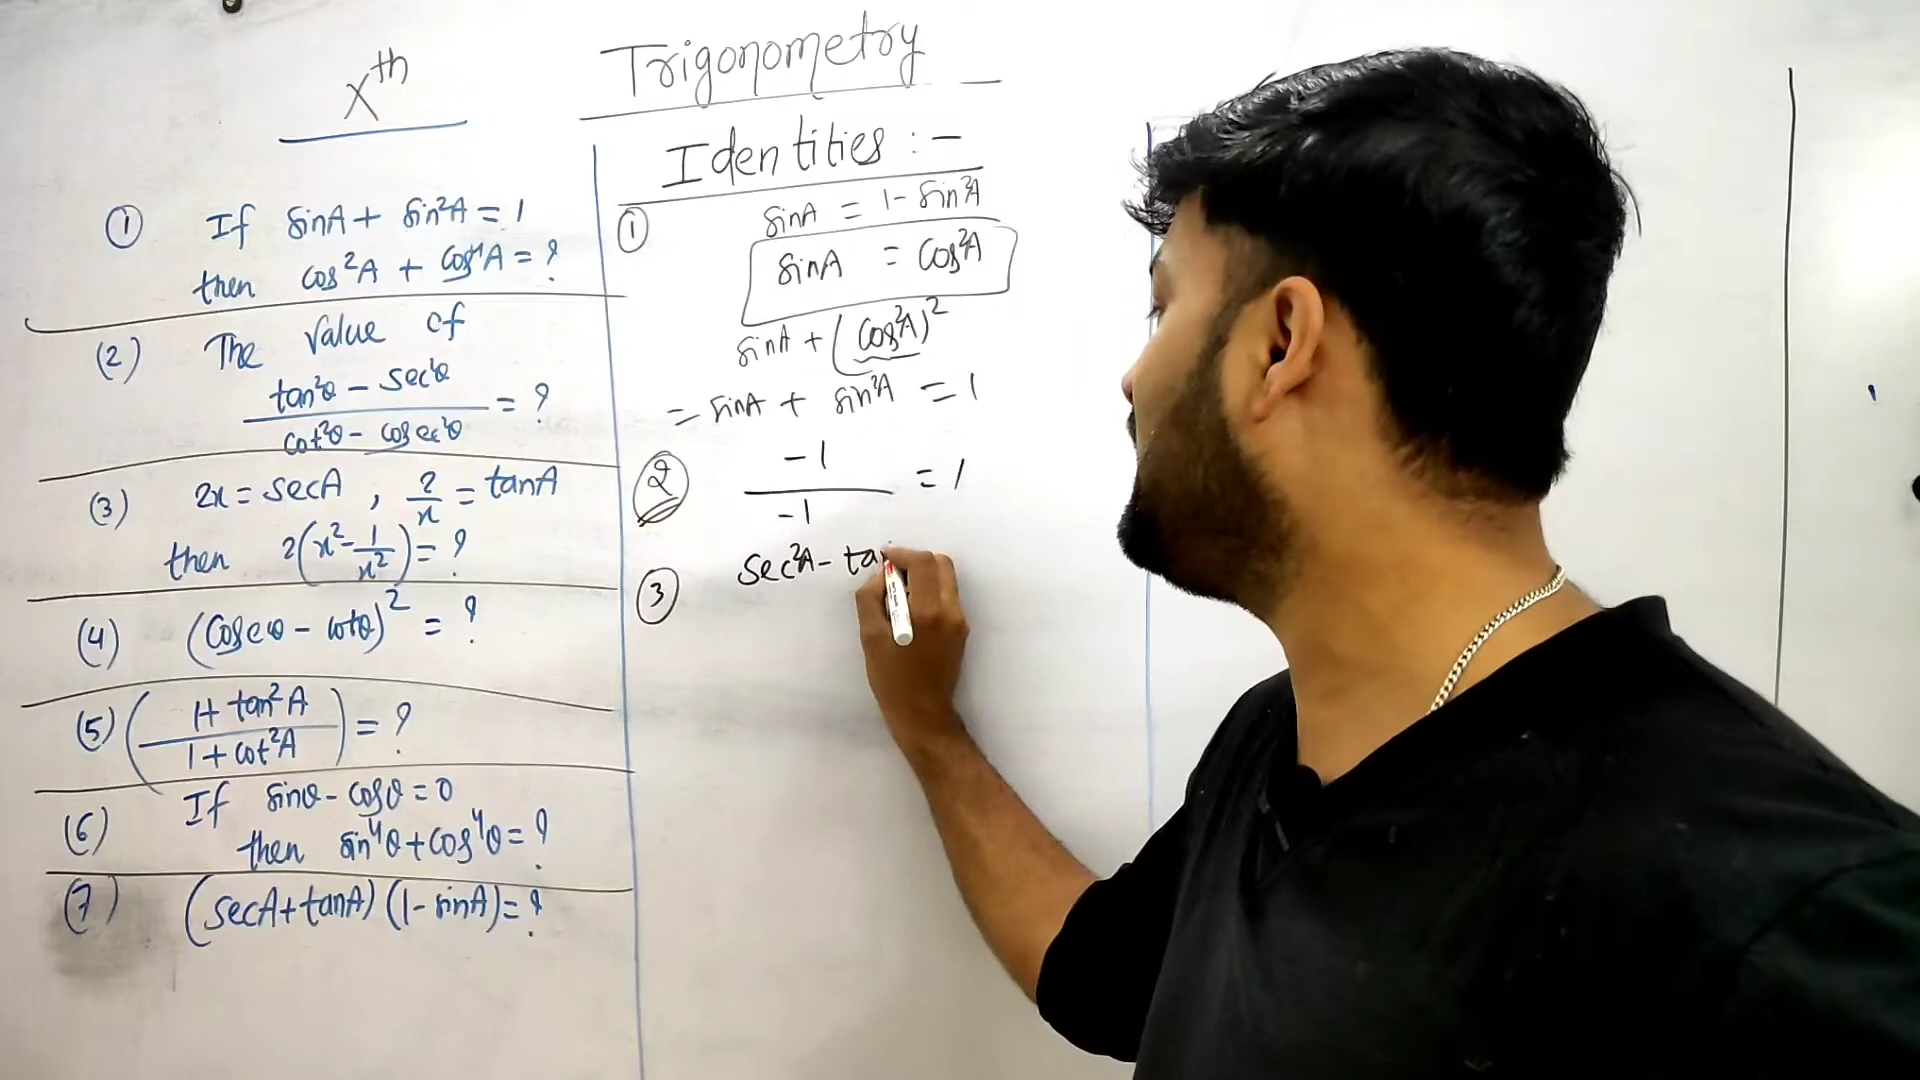 Xth
Trigonometry
Identities :-
① If sinA + sin²A = 1
then cos²A + cos⁴A = ?
(2) The value of
tan²θ - sec²θ / cot²θ - cosec²θ = ?
(3) 2x = secA , 2/x = tanA
then 2(x² - 1/x²) = ?
(4) (cosecθ - cotθ)² = ?
(5) (1 + tan²A / 1 + cot²A) = ?
(6) If sinθ - cosθ = 0
then sin⁴θ + cos⁴θ = ?
(7) (secA + tanA) (1 - sinA) = ?
① sinA = 1 - sin²A
sinA = cos²A
sinA + (cos²A)²
= sinA + sin²A = 1
② -1 / -1 = 1
③ sec²A - ta